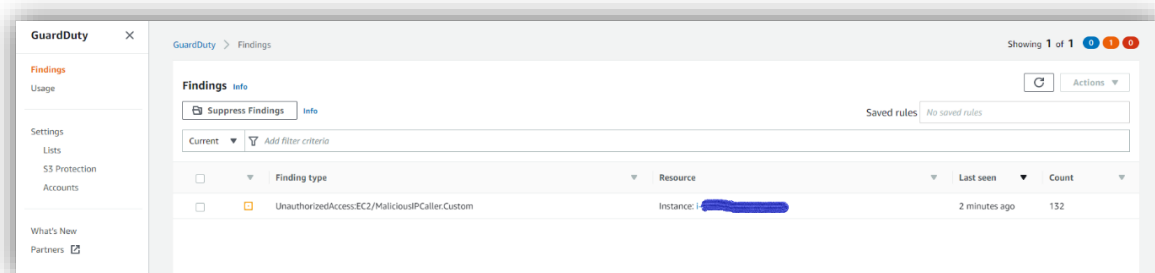 GuardDuty ×
Findings
Usage
Settings
Lists
S3 Protection
Accounts
What's New
Partners
GuardDuty > Findings
Showing 1 of 1 0 1 0
Findings Info
Actions
Suppress Findings Info
Saved rules No saved rules
Current Add filter criteria
Finding type Resource Last seen Count
UnauthorizedAccess:EC2/MaliciousIPCaller.Custom Instance: i- 2 minutes ago 132